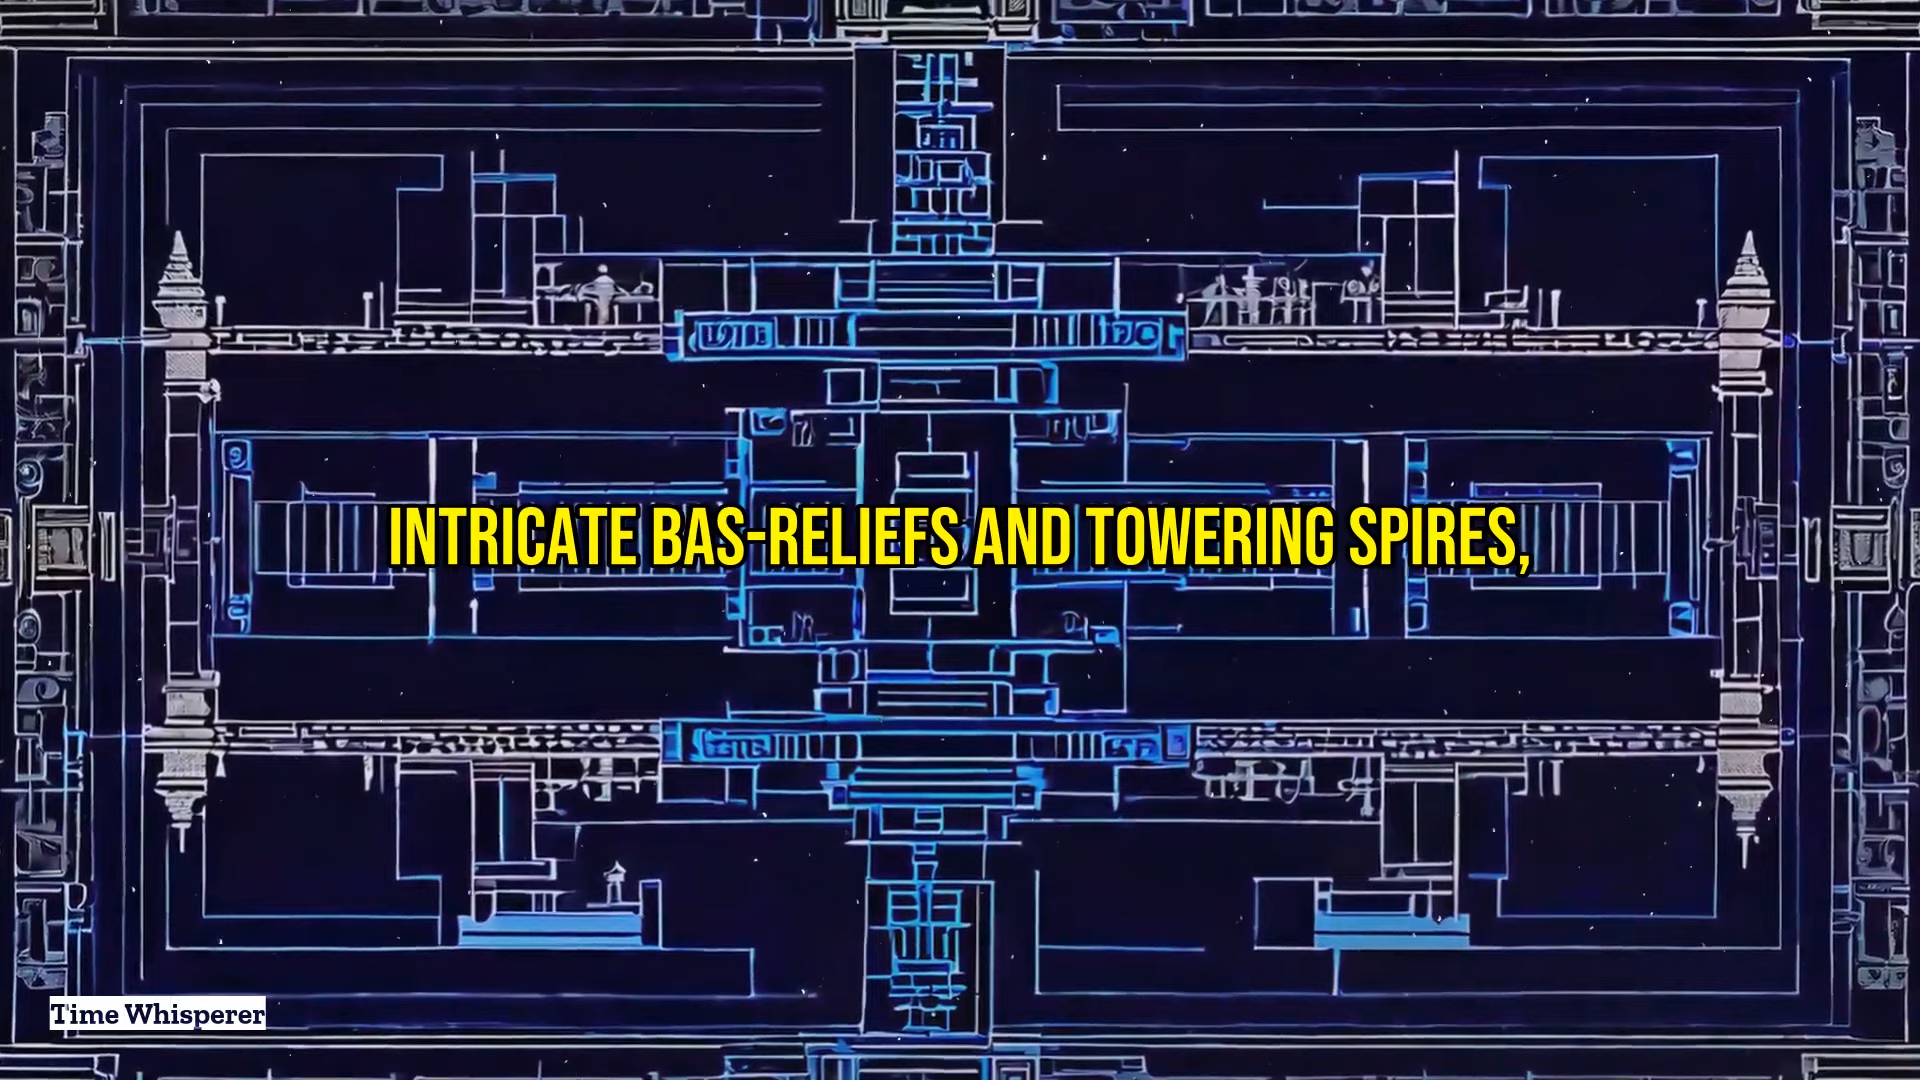 INTRICATE BAS-RELIEFS AND TOWERING SPIRES,
Time Whisperer